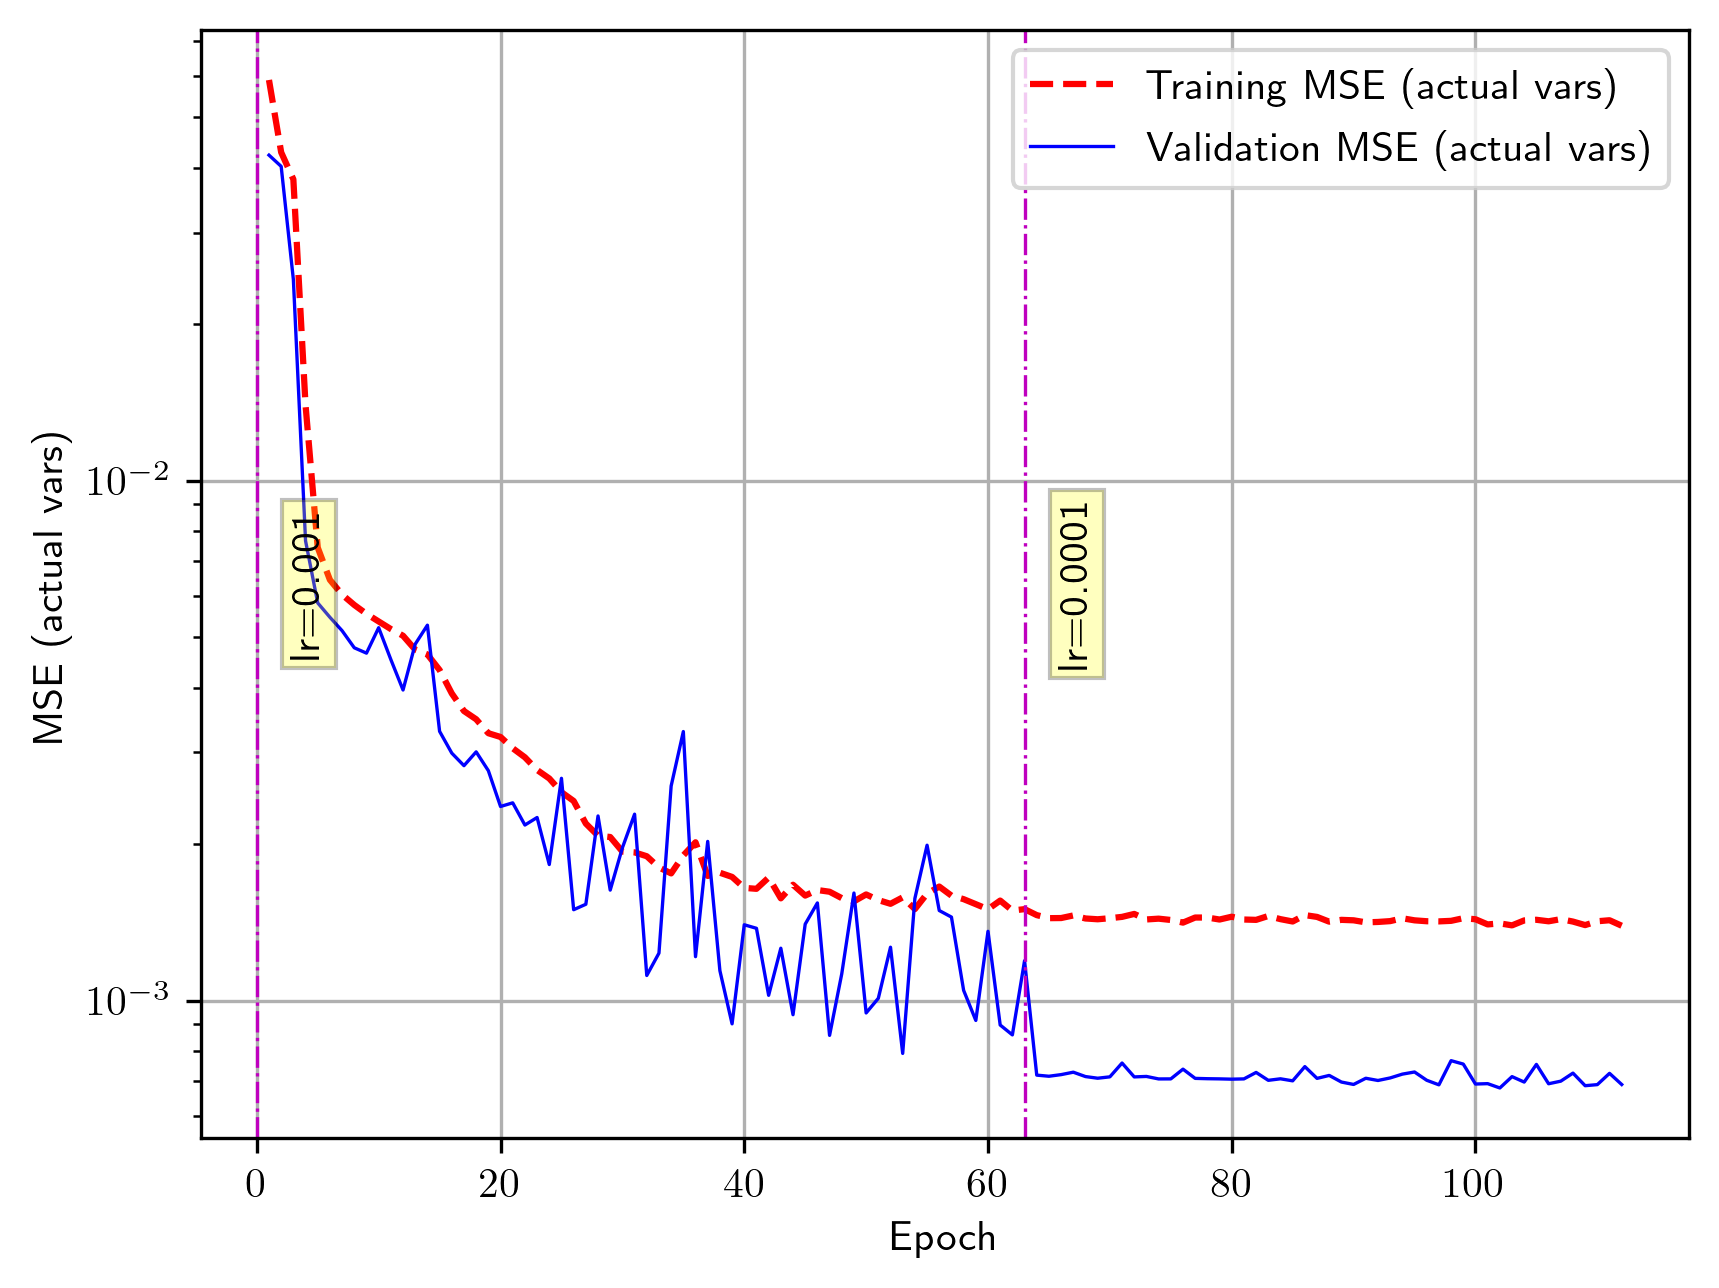 Training MSE (actual vars)
Validation MSE (actual vars)
MSE (actual vars)
10⁻²
10⁻³
lr=0.001
lr=0.0001
0 20 40 60 80 100
Epoch